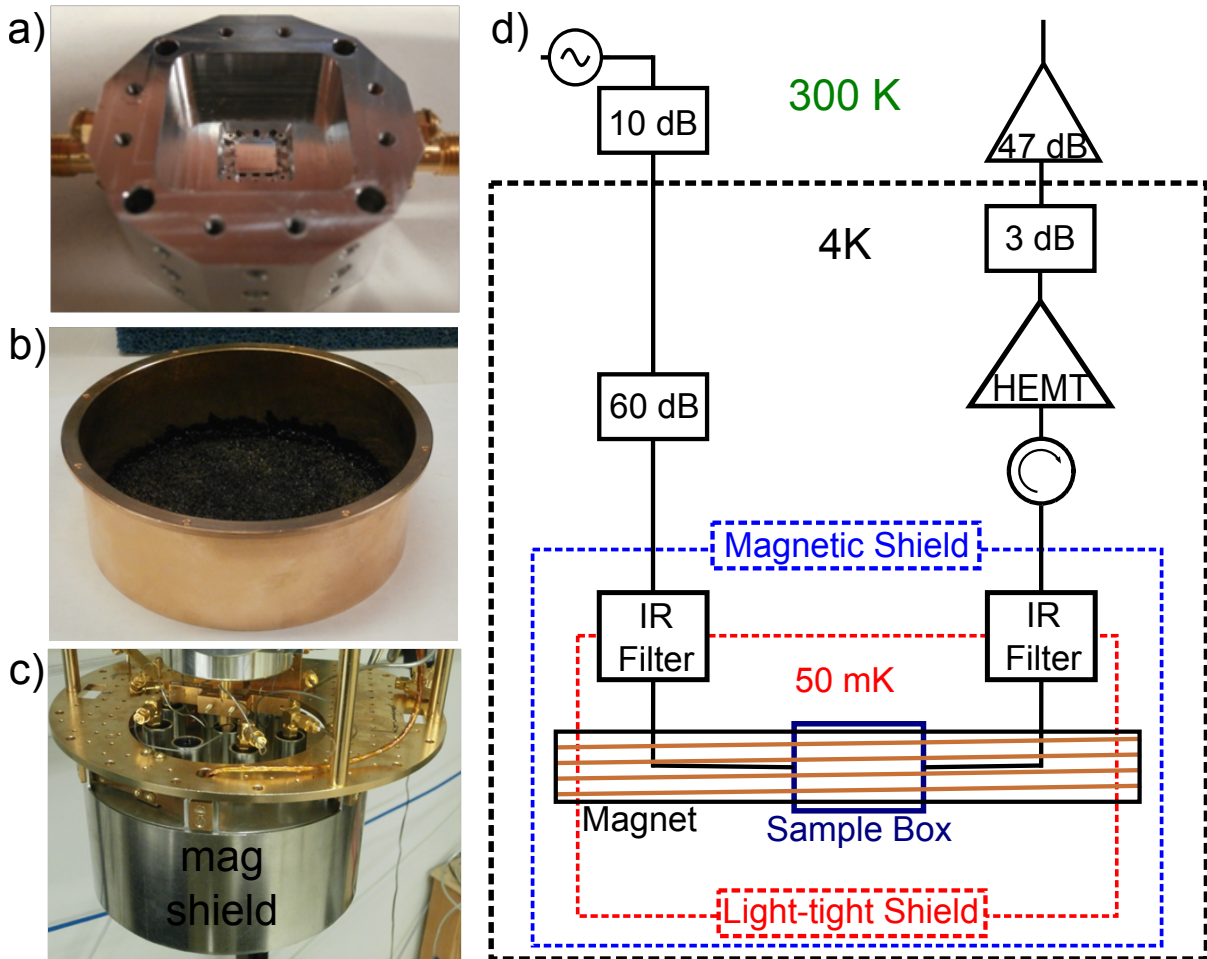 a)
b)
c)
mag
shield
d)
10 dB
300 K
47 dB
4K
3 dB
60 dB
HEMT
Magnetic Shield
IR
Filter
IR
Filter
50 mK
Magnet
Sample Box
Light-tight Shield